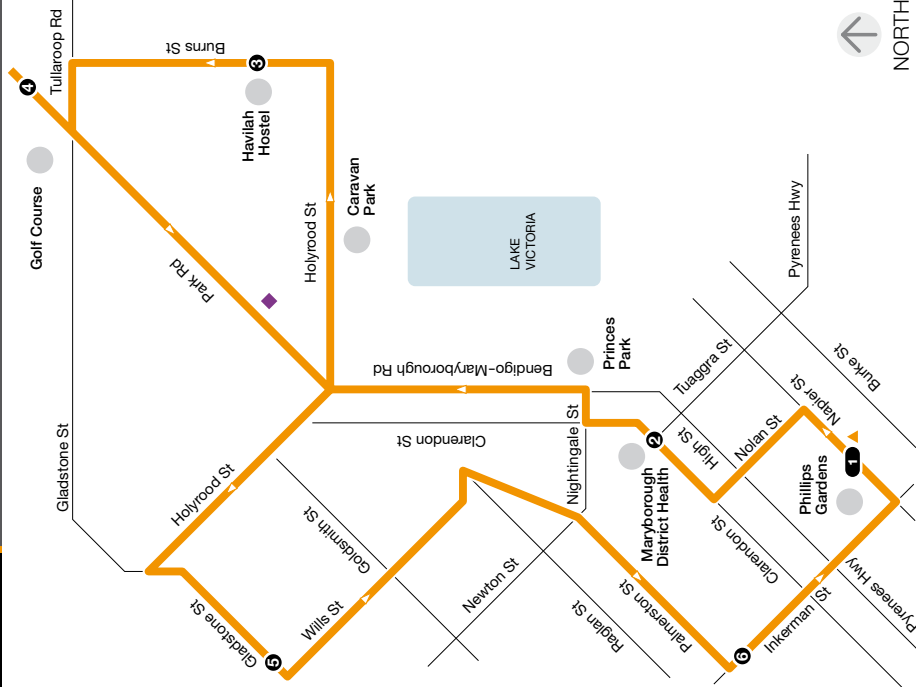 Tullaroop Rd
4
Burns St
3
Golf Course
Havilah
Hostel
Park Rd
Holyrood St
Caravan
Park
LAKE
VICTORIA
NORTH
Pyrenees Hwy
Gladstone St
Holyrood St
Clarendon St
Bendigo-Maryborough Rd
Princes
Park
Goldsmith St
Gladstone St
5
Wills St
Newton St
Nightingale St
Raglan St
Palmerston St
Maryborough
District Health
2
Tuaggra St
High St
Nolan St
Burke St
Napier St
1
Phillips
Gardens
Clarendon St
6
Inkerman St
Pyrenees Hwy